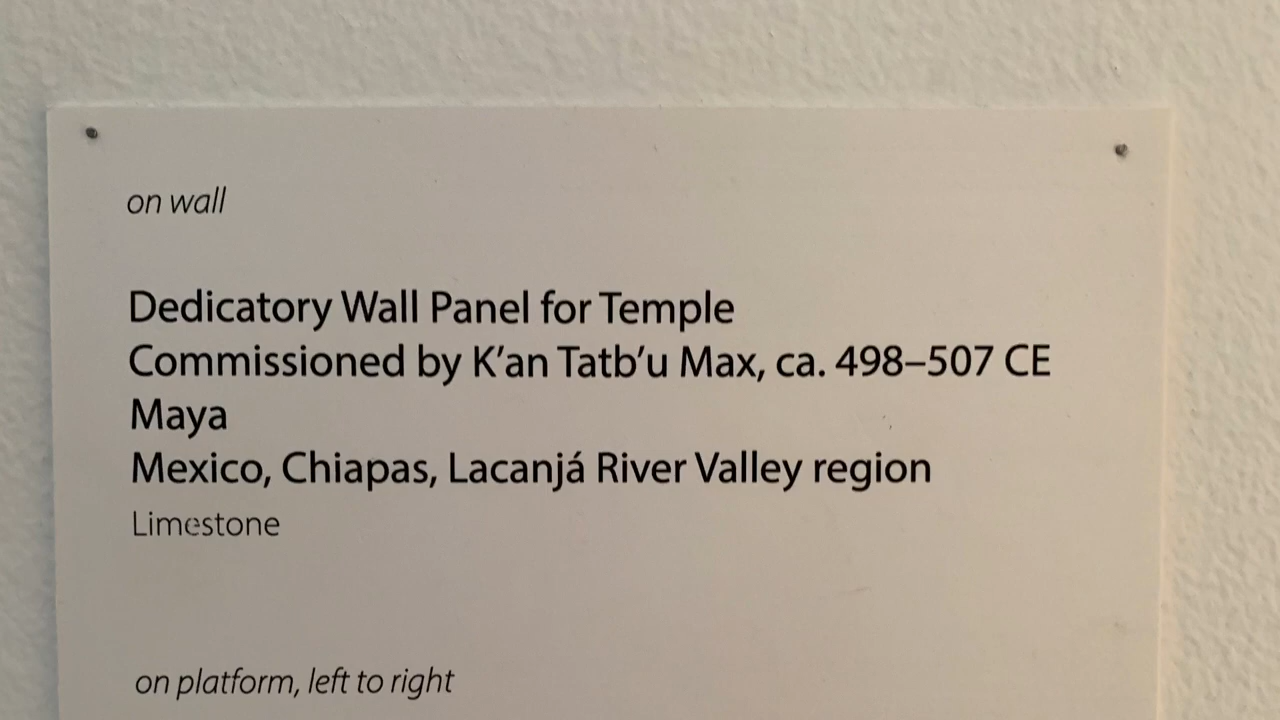 on wall
Dedicatory Wall Panel for Temple
Commissioned by K’an Tatb’u Max, ca. 498–507 CE
Maya
Mexico, Chiapas, Lacanjá River Valley region
Limestone
on platform, left to right